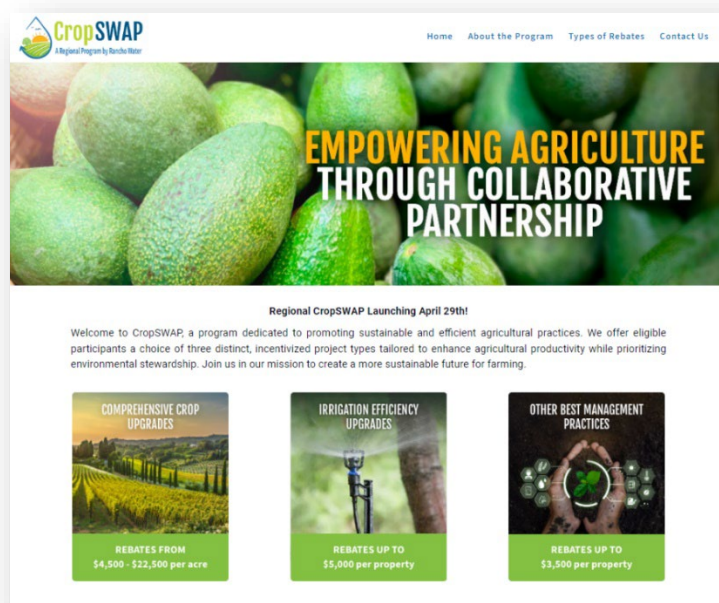 CropSWAP
A Regional Program by Rancho Water
Home About the Program Types of Rebates Contact Us
EMPOWERING AGRICULTURE
THROUGH COLLABORATIVE
PARTNERSHIP
Regional CropSWAP Launching April 29th!
Welcome to CropSWAP, a program dedicated to promoting sustainable and efficient agricultural practices. We offer eligible
participants a choice of three distinct, incentivized project types tailored to enhance agricultural productivity while prioritizing
environmental stewardship. Join us in our mission to create a more sustainable future for farming.
COMPREHENSIVE CROP
UPGRADES
REBATES FROM
$4,500 - $22,500 per acre
IRRIGATION EFFICIENCY
UPGRADES
REBATES UP TO
$5,000 per property
OTHER BEST MANAGEMENT
PRACTICES
REBATES UP TO
$3,500 per property